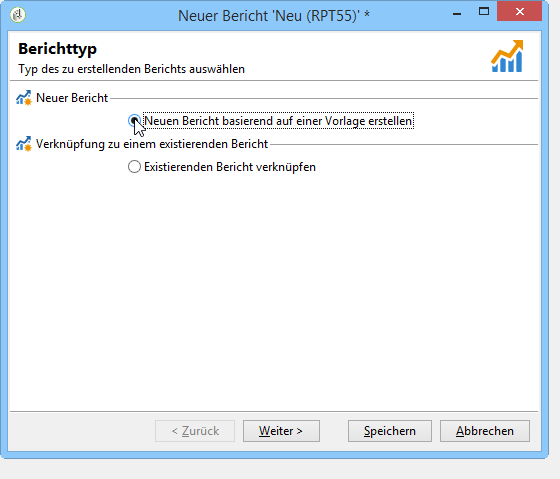 Neuer Bericht 'Neu (RPT55)' *
Berichttyp
Typ des zu erstellenden Berichts auswählen
Neuer Bericht
Neuen Bericht basierend auf einer Vorlage erstellen
Verknüpfung zu einem existierenden Bericht
Existierenden Bericht verknüpfen
< Zurück Weiter > Speichern Abbrechen